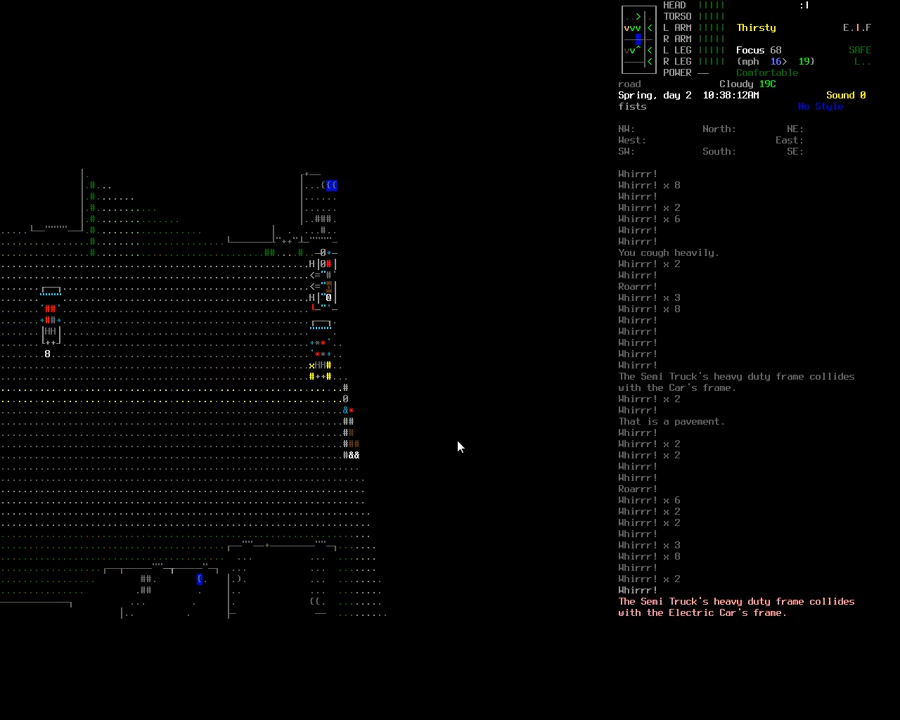 HEAD ||||| :I
TORSO |||||
L ARM ||||| Thirsty E.I.F
R ARM |||||
L LEG ||||| Focus 68 SAFE
R LEG ||||| (mph 16> 19) L..
POWER -- Comfortable
road Cloudy 19C
Spring, day 2 10:38:12AM Sound 0
fists No Style
NW: North: NE:
West: East:
SW: South: SE:
Whirrr!
Whirrr! x 8
Whirrr!
Whirrr! x 2
Whirrr! x 6
Whirrr!
Whirrr!
You cough heavily.
Whirrr! x 2
Whirrr!
Roarrr!
Whirrr! x 3
Whirrr! x 8
Whirrr!
Whirrr!
Whirrr!
Whirrr!
Whirrr!
The Semi Truck's heavy duty frame collides
with the Car's frame.
Whirrr! x 2
Whirrr!
That is a pavement.
Whirrr!
Whirrr! x 2
Whirrr! x 2
Whirrr!
Whirrr!
Roarrr!
Whirrr! x 6
Whirrr! x 2
Whirrr! x 2
Whirrr!
Whirrr! x 3
Whirrr! x 8
Whirrr!
Whirrr! x 2
Whirrr!
The Semi Truck's heavy duty frame collides
with the Electric Car's frame.